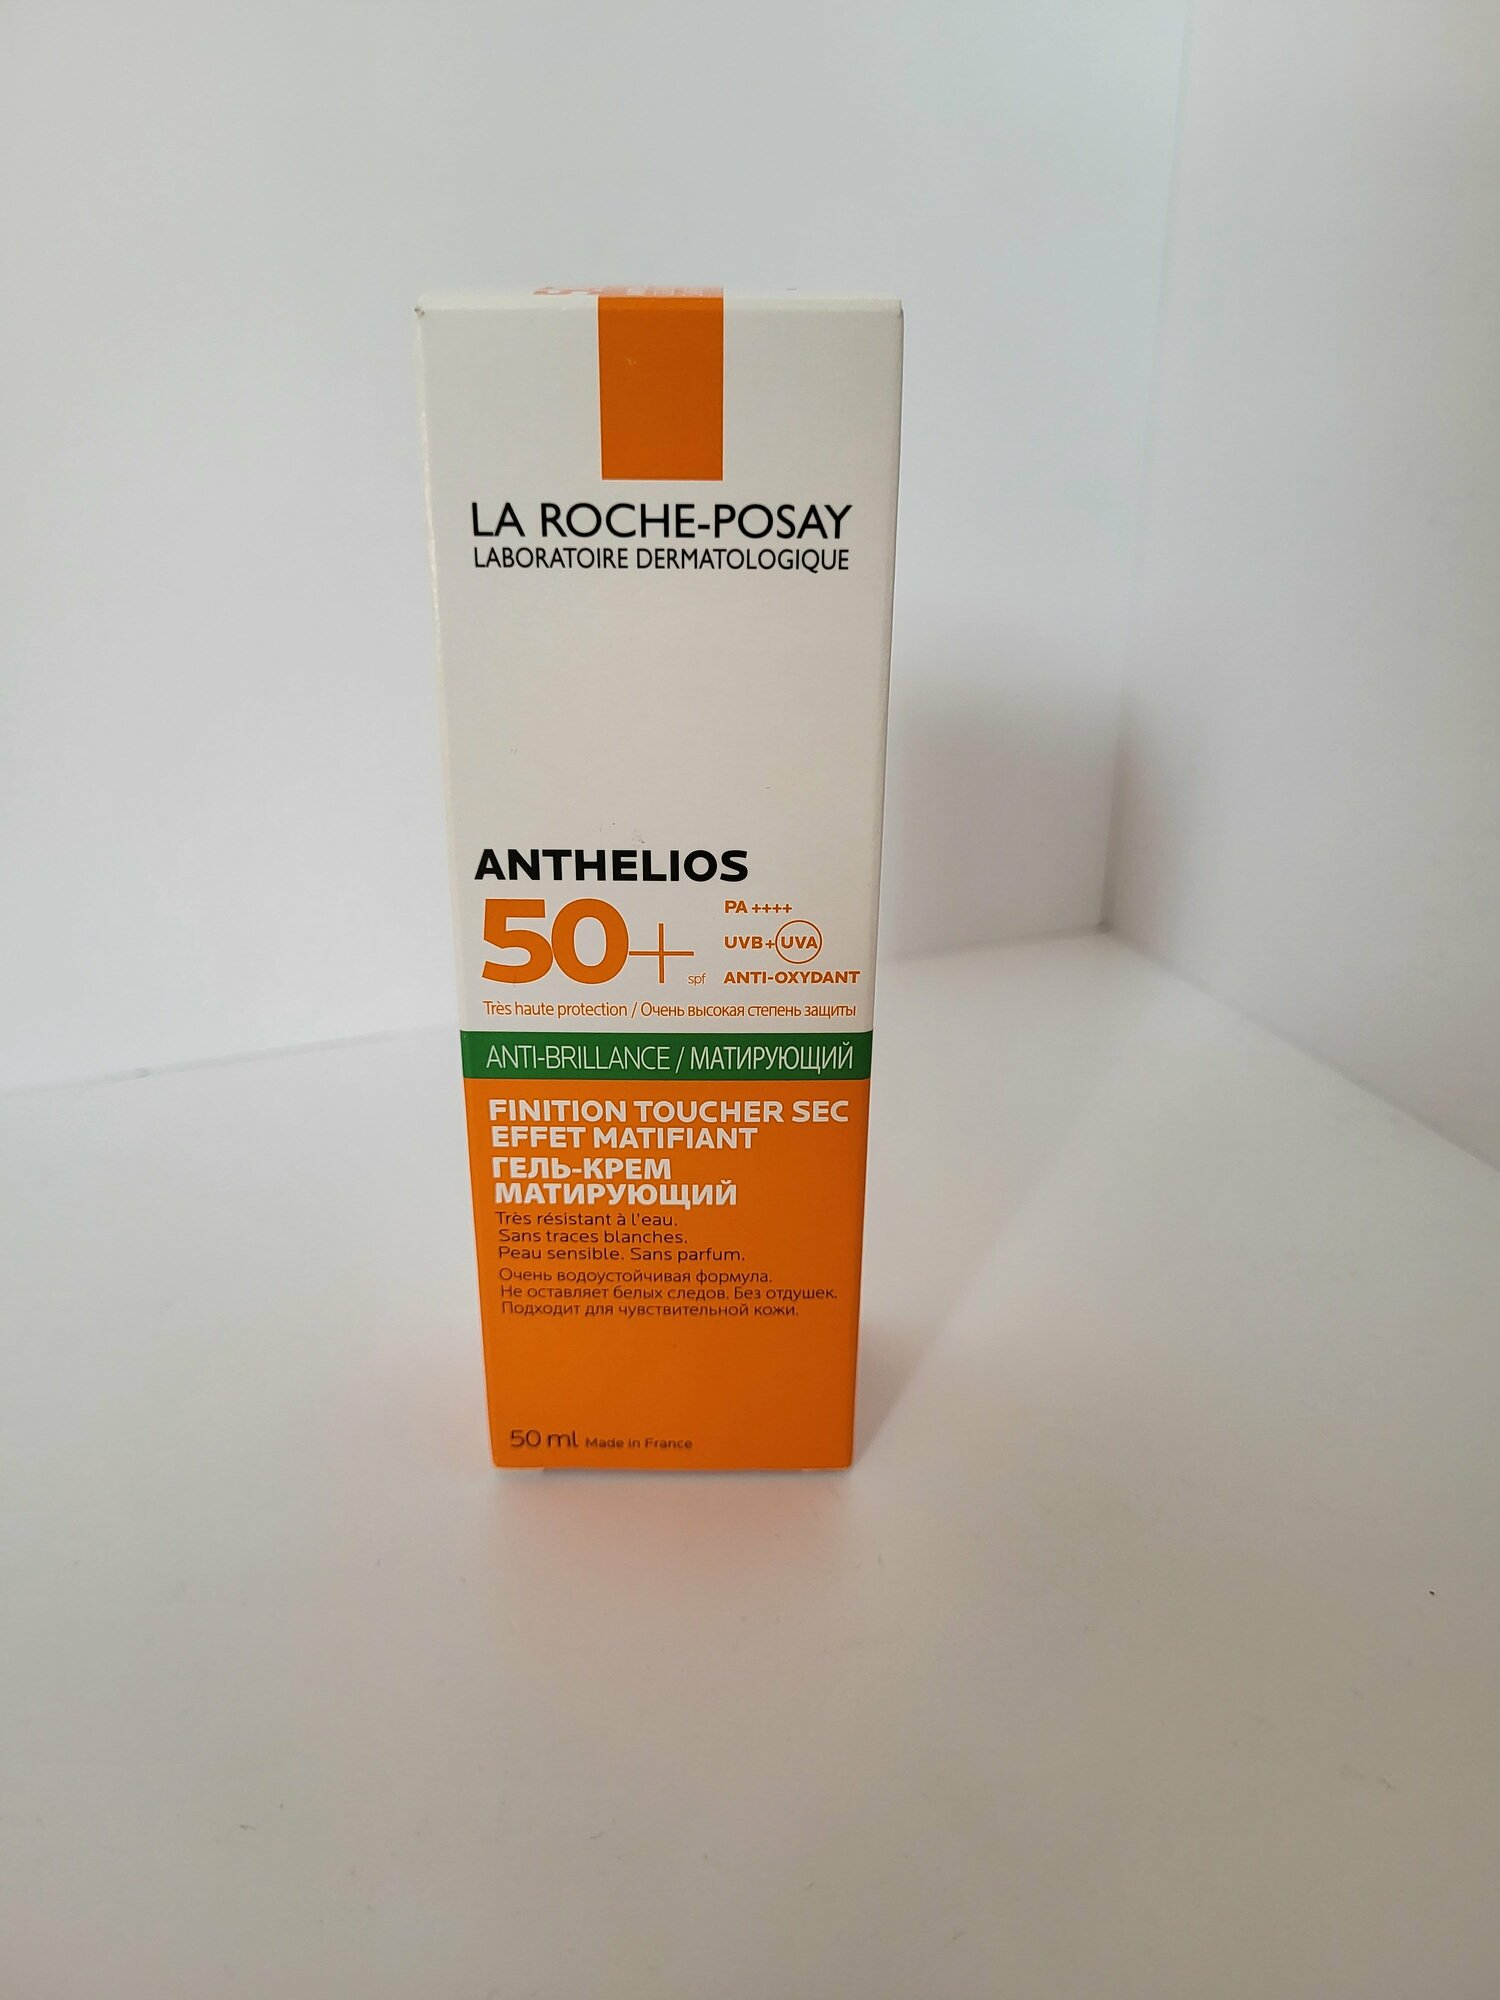 LA ROCHE-POSAY
LABORATOIRE DERMATOLOGIQUE
ANTHELIOS
50+ spf
PA ++++
UVB+UVA
ANTI-OXYDANT
Très haute protection / Очень высокая степень защиты
ANTI-BRILLANCE / МАТИРУЮЩИЙ
FINITION TOUCHER SEC
EFFET MATIFIANT
ГЕЛЬ-КРЕМ
МАТИРУЮЩИЙ
Très résistant à l'eau.
Sans traces blanches.
Peau sensible. Sans parfum.
Очень водоустойчивая формула.
Не оставляет белых следов. Без отдушек.
Подходит для чувствительной кожи.
50 ml Made in France